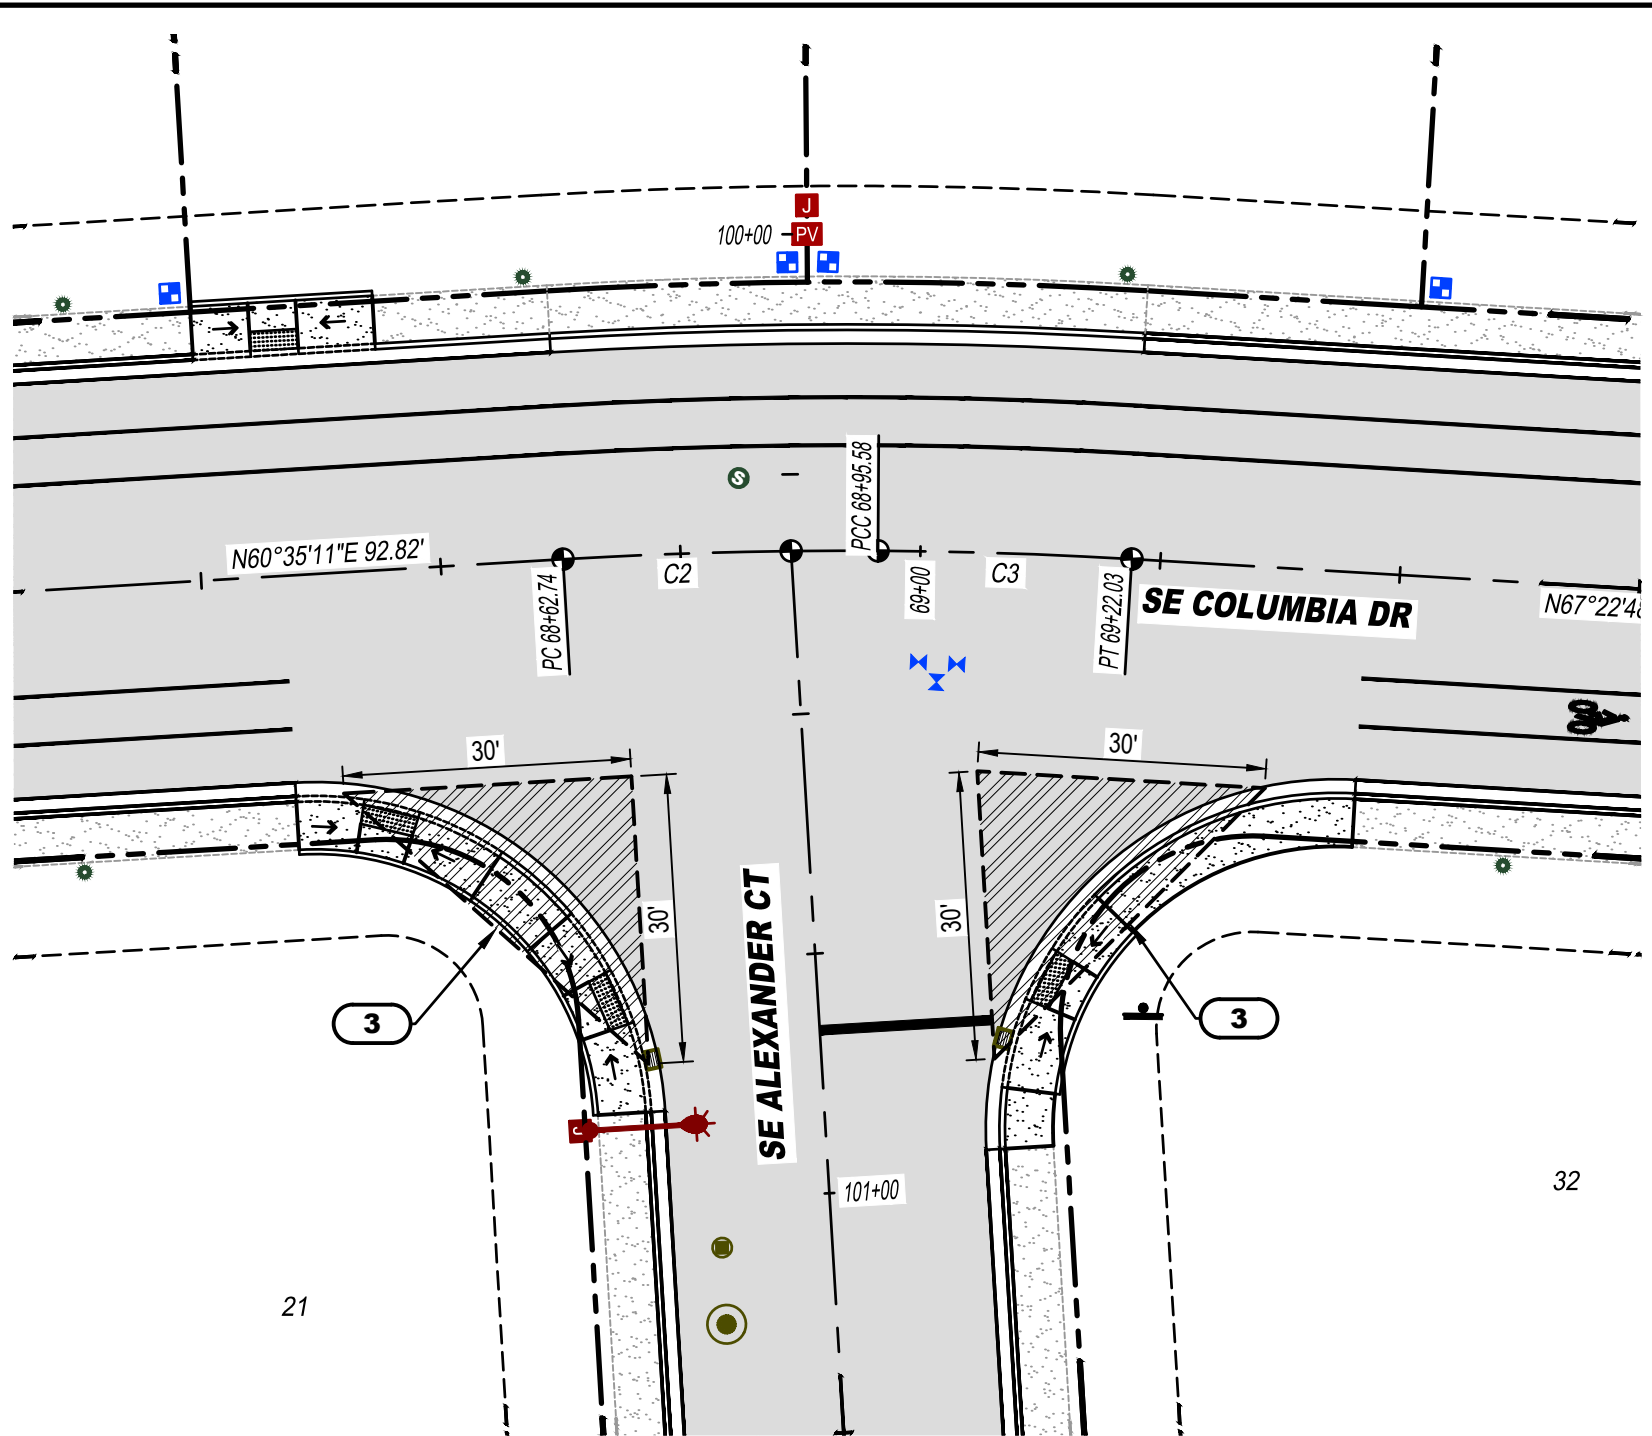 J
100+00
PV
S
PCC 68+95.58
N60°35'11"E 92.82'
C2
69+00
C3
PC 68+62.74
PT 69+22.03
SE COLUMBIA DR
N67°22'48
30'
30'
30'
30'
SE ALEXANDER CT
3
3
J
101+00
32
21